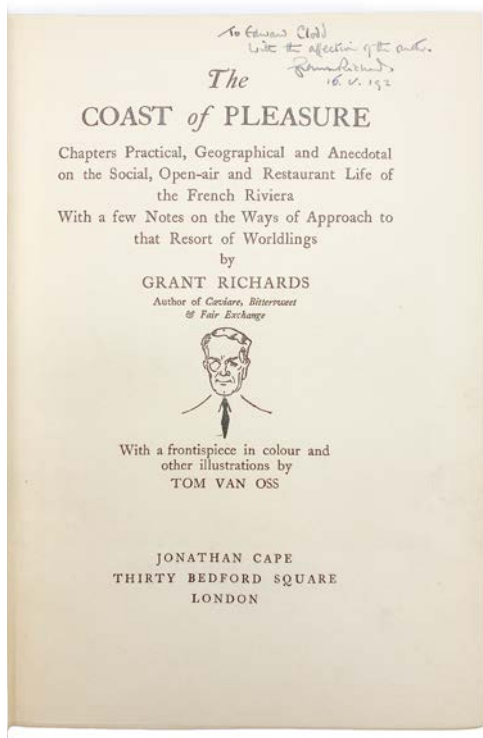 To Edward Clodd
with the affection of the author.
Grant Richards
16. V. 192
The
COAST of PLEASURE
Chapters Practical, Geographical and Anecdotal
on the Social, Open-air and Restaurant Life of
the French Riviera
With a few Notes on the Ways of Approach to
that Resort of Worldlings
by
GRANT RICHARDS
Author of Caviare, Bittersweet
& Fair Exchange
With a frontispiece in colour and
other illustrations by
TOM VAN OSS
JONATHAN CAPE
THIRTY BEDFORD SQUARE
LONDON